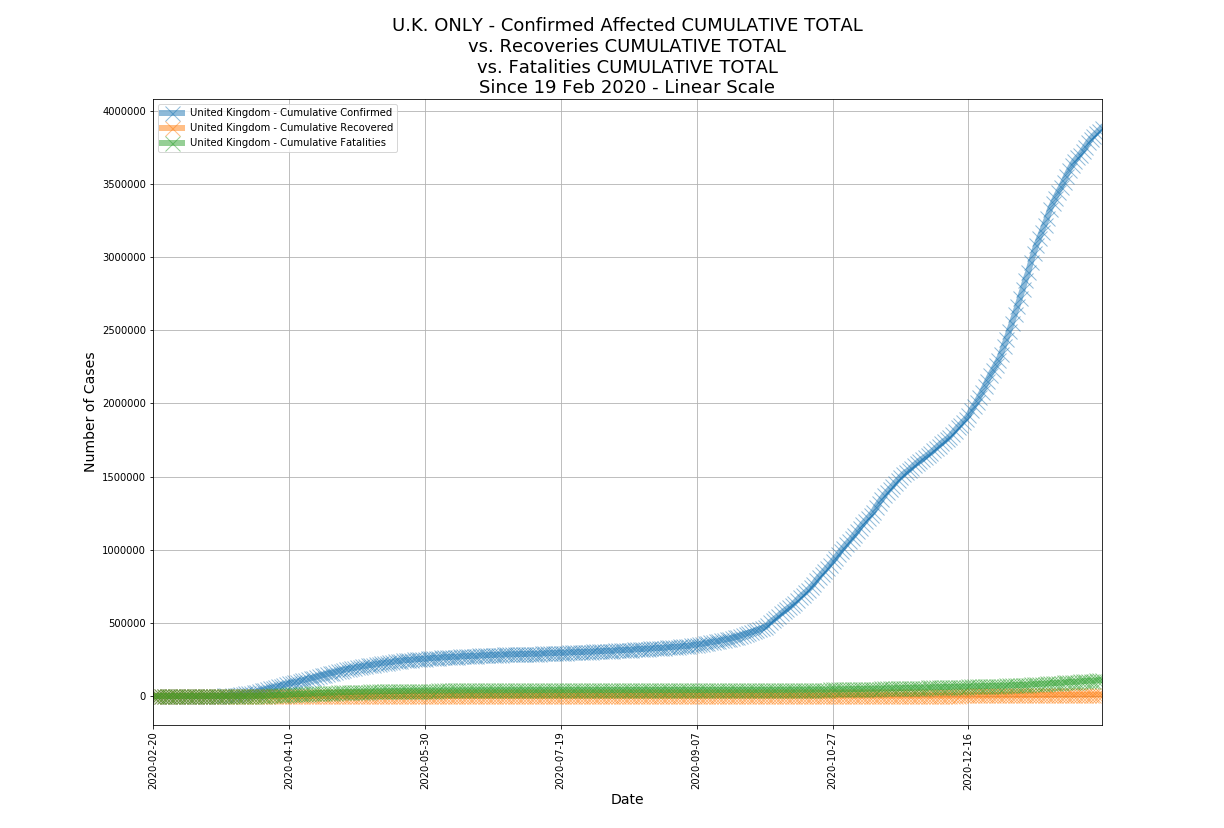 U.K. ONLY - Confirmed Affected CUMULATIVE TOTAL
vs. Recoveries CUMULATIVE TOTAL
vs. Fatalities CUMULATIVE TOTAL
Since 19 Feb 2020 - Linear Scale
United Kingdom - Cumulative Confirmed
United Kingdom - Cumulative Recovered
United Kingdom - Cumulative Fatalities
Number of Cases
4000000
3500000
3000000
2500000
2000000
1500000
1000000
500000
0
2020-02-20
2020-04-10
2020-05-30
2020-07-19
2020-09-07
2020-10-27
2020-12-16
Date